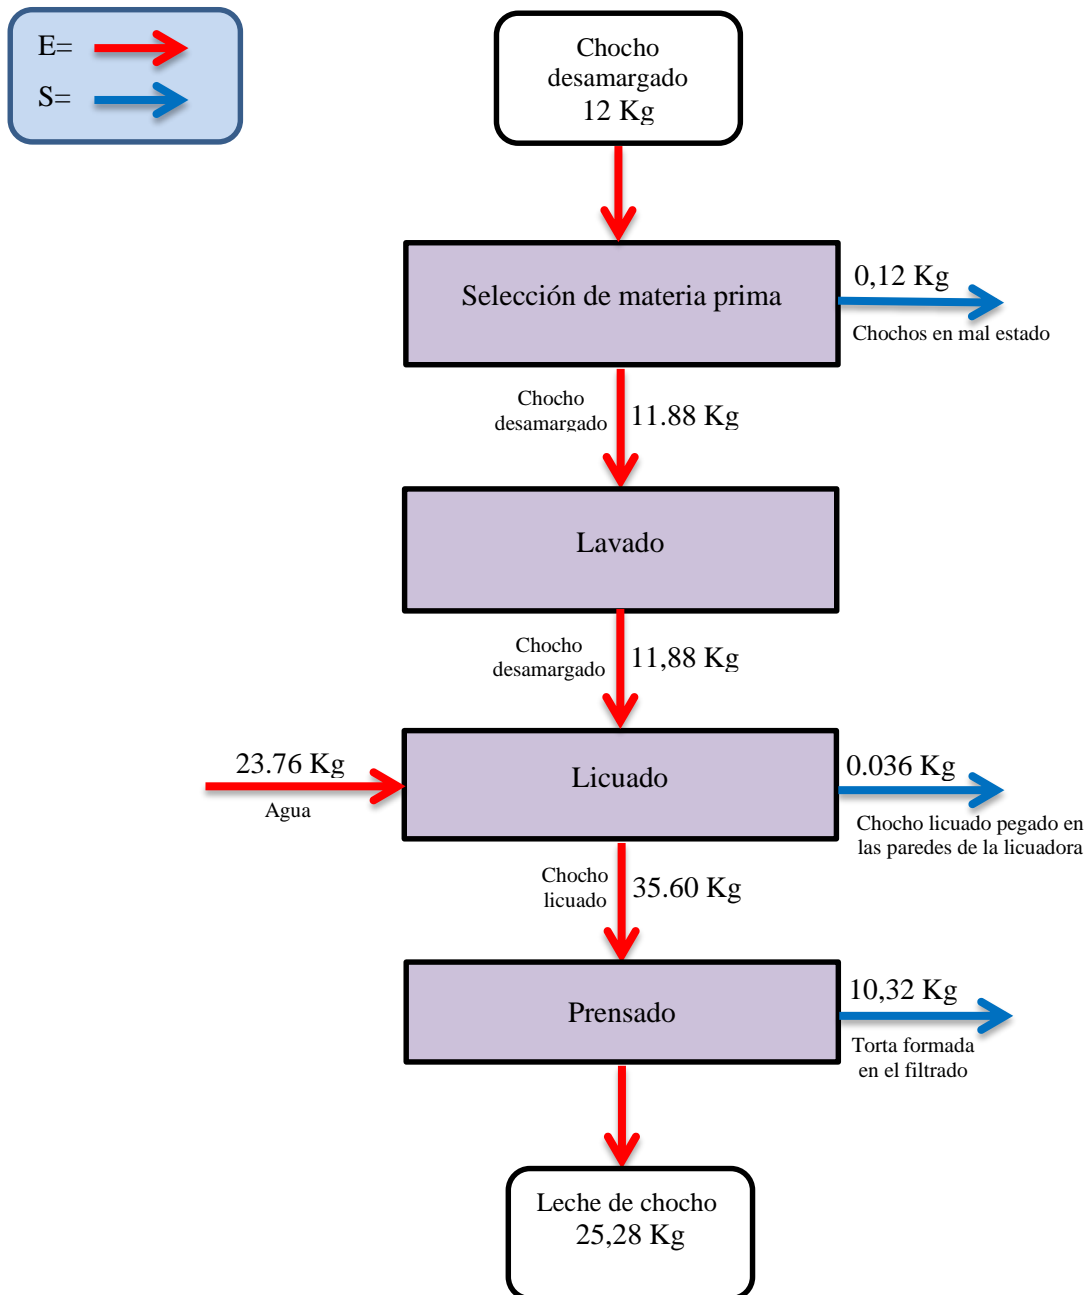 E=
S=
Chocho
desamargado
12 Kg
Selección de materia prima
0,12 Kg
Chochos en mal estado
Chocho
desamargado
11.88 Kg
Lavado
Chocho
desamargado
11,88 Kg
23.76 Kg
Agua
Licuado
0.036 Kg
Chocho licuado pegado en
las paredes de la licuadora
Chocho
licuado
35.60 Kg
Prensado
10,32 Kg
Torta formada
en el filtrado
Leche de chocho
25,28 Kg